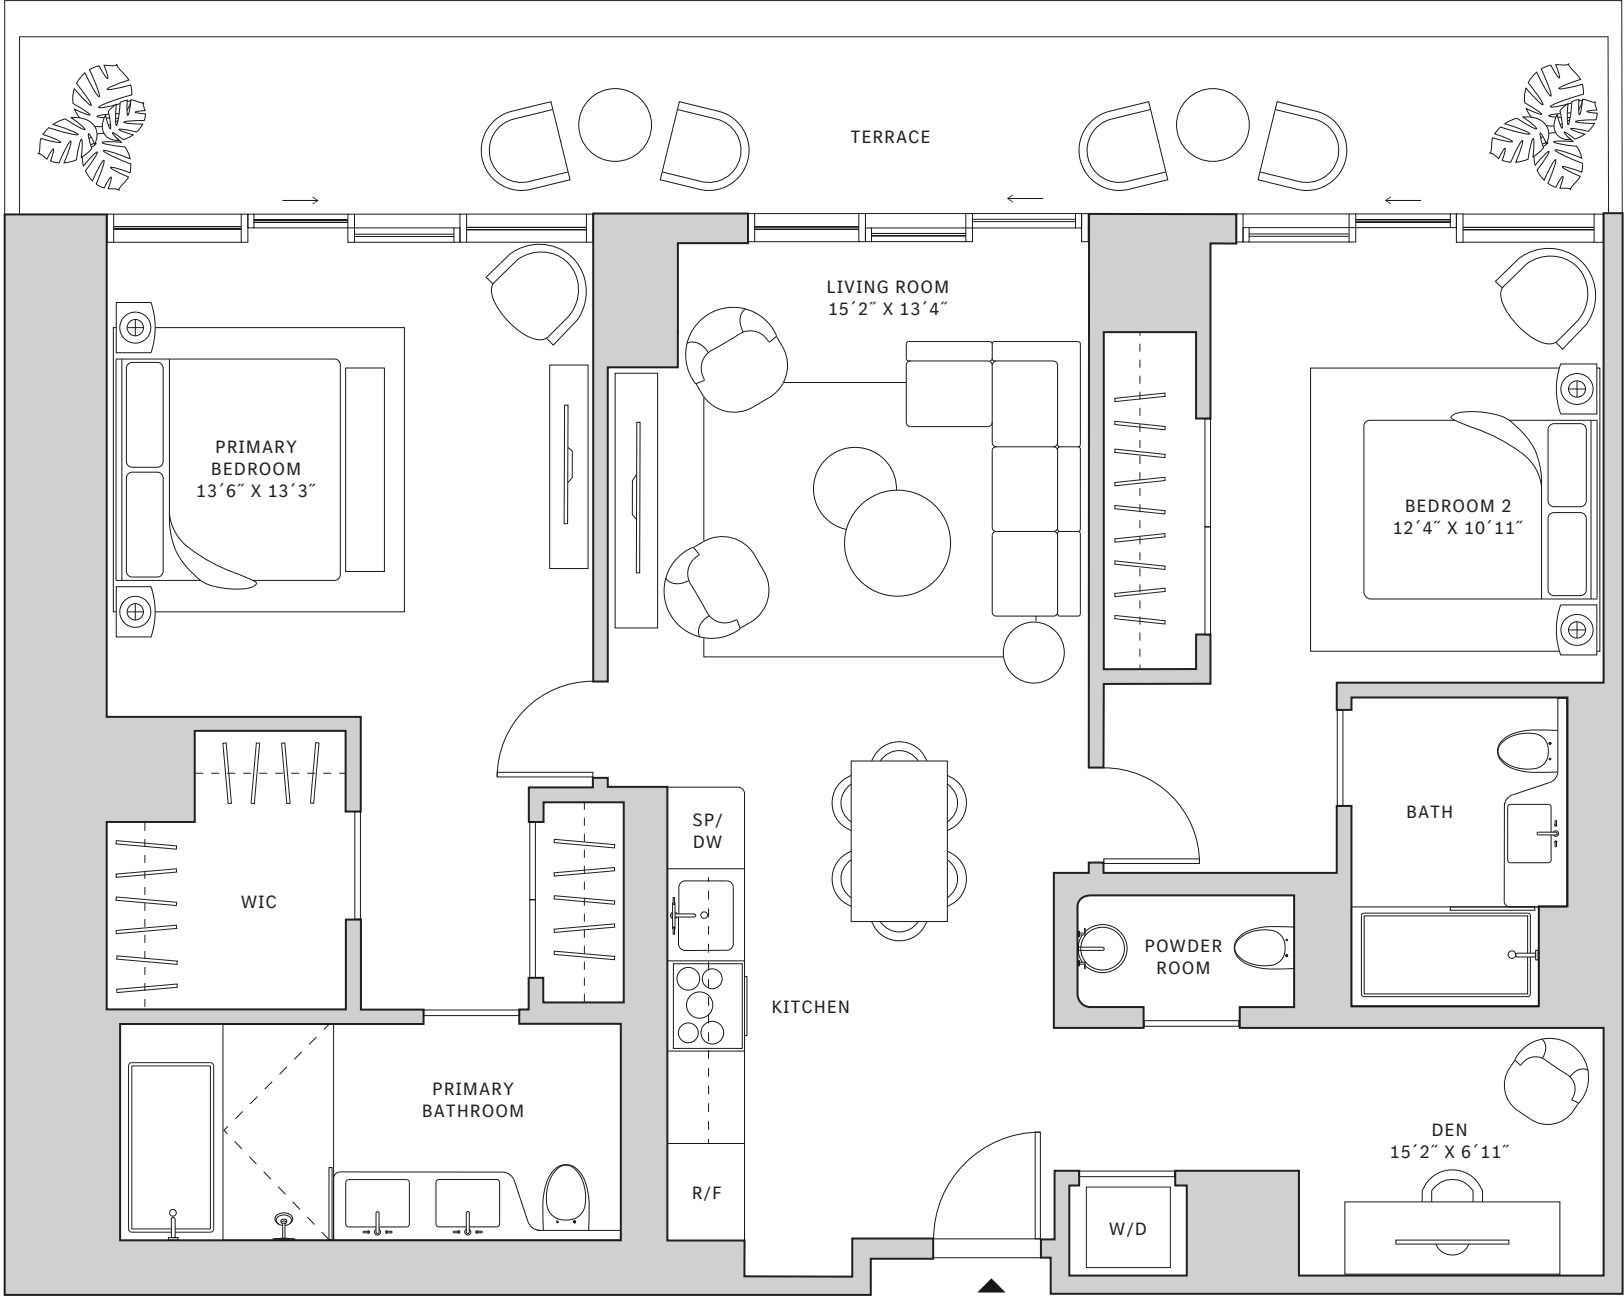 TERRACE
LIVING ROOM
15´2˝ X 13´4˝
PRIMARY
BEDROOM
13´6˝ X 13´3˝
BEDROOM 2
12´4˝ X 10´11˝
SP/
DW
BATH
WIC
POWDER
ROOM
KITCHEN
PRIMARY
BATHROOM
DEN
15´2˝ X 6´11˝
R/F
W/D